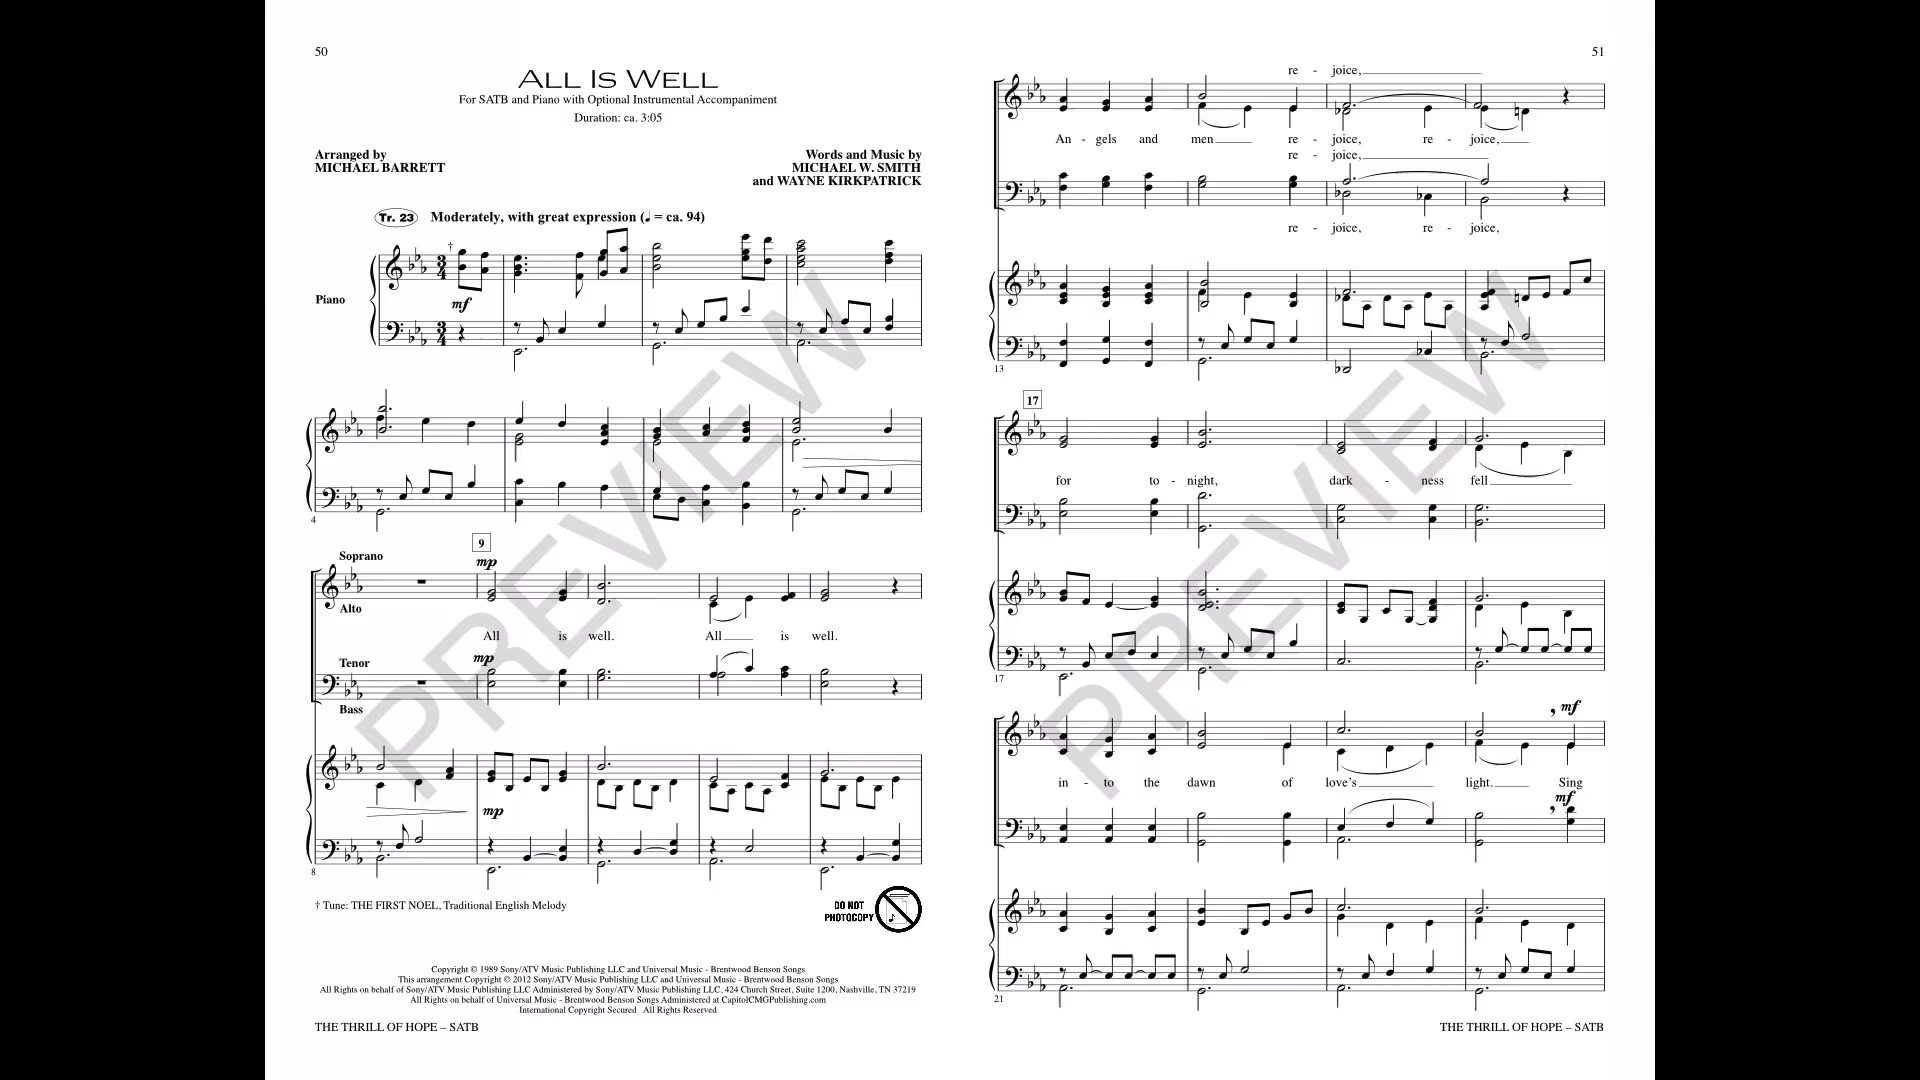 50
ALL IS WELL
For SATB and Piano with Optional Instrumental Accompaniment
Duration: ca. 3:05
Arranged by
MICHAEL BARRETT
Words and Music by
MICHAEL W. SMITH
and WAYNE KIRKPATRICK
Tr. 23 Moderately, with great expression (♩ = ca. 94)
†
3 4
Piano
mf
3 4
4
9
Soprano
mp
Alto
All is well. All is well.
Tenor
mp
Bass
mp
8
† Tune: THE FIRST NOEL, Traditional English Melody
DO NOT
PHOTOCOPY
Copyright © 1989 Sony/ATV Music Publishing LLC and Universal Music - Brentwood Benson Songs
This arrangement Copyright © 2012 Sony/ATV Music Publishing LLC and Universal Music - Brentwood Benson Songs
All Rights on behalf of Sony/ATV Music Publishing LLC Administered by Sony/ATV Music Publishing LLC, 424 Church Street, Suite 1200, Nashville, TN 37219
All Rights on behalf of Universal Music - Brentwood Benson Songs Administered at CapitolCMGPublishing.com
International Copyright Secured All Rights Reserved
THE THRILL OF HOPE – SATB
PREVIEW
51
re - joice,
An - gels and men re - joice, re - joice,
re - joice,
re - joice, re - joice,
13
17
for to - night, dark - ness fell
17
mf
in - to the dawn of love's light. Sing
mf
21
THE THRILL OF HOPE – SATB
PREVIEW